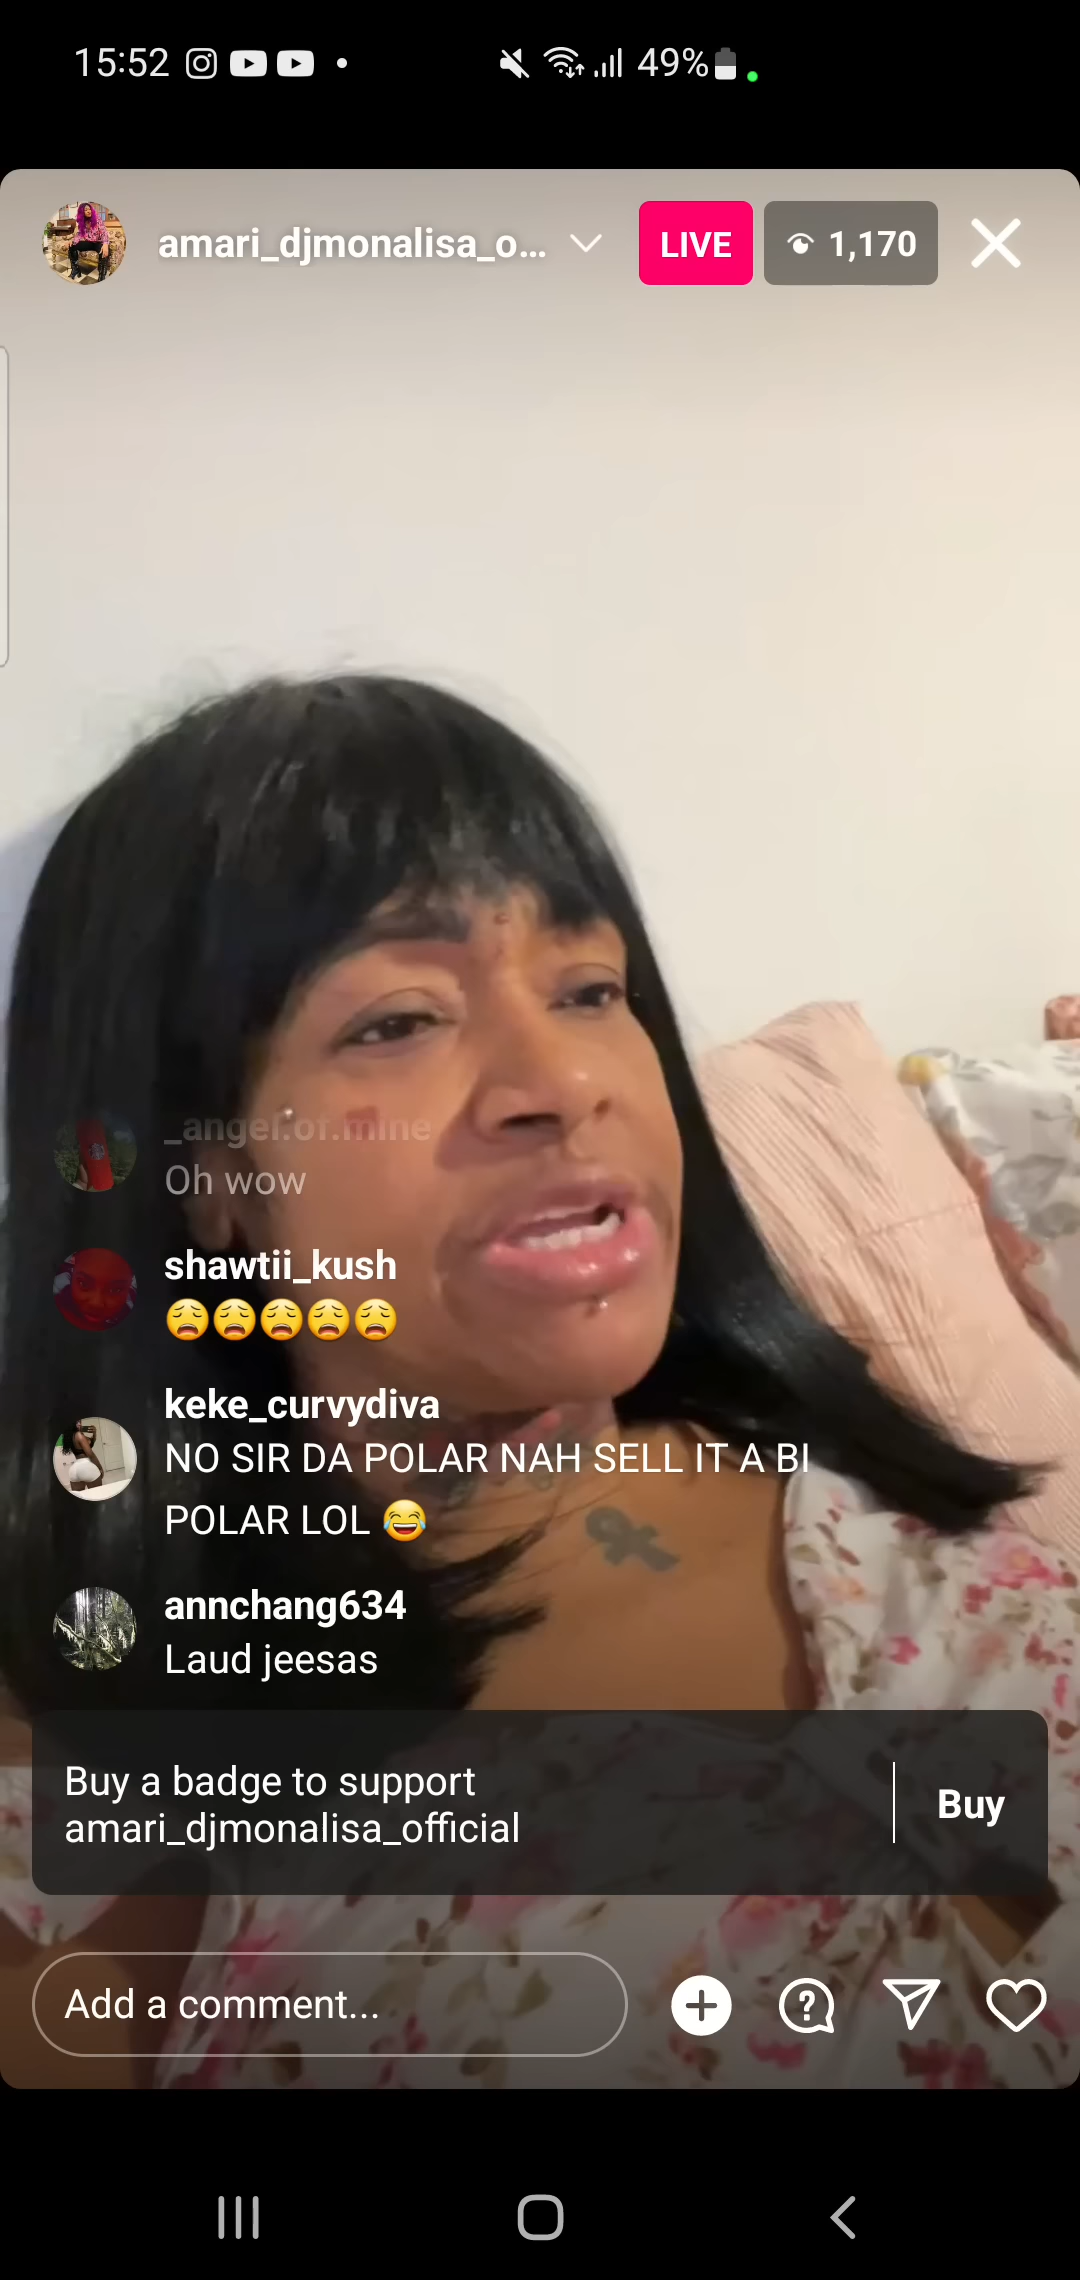 15:52
49%
amari_djmonalisa_o...
LIVE
1,170
_angel.of.mine
Oh wow
shawtii_kush
😩😩😩😩😩
keke_curvydiva
NO SIR DA POLAR NAH SELL IT A BI
POLAR LOL 😂
annchang634
Laud jeesas
Buy a badge to support
amari_djmonalisa_official
Buy
Add a comment...